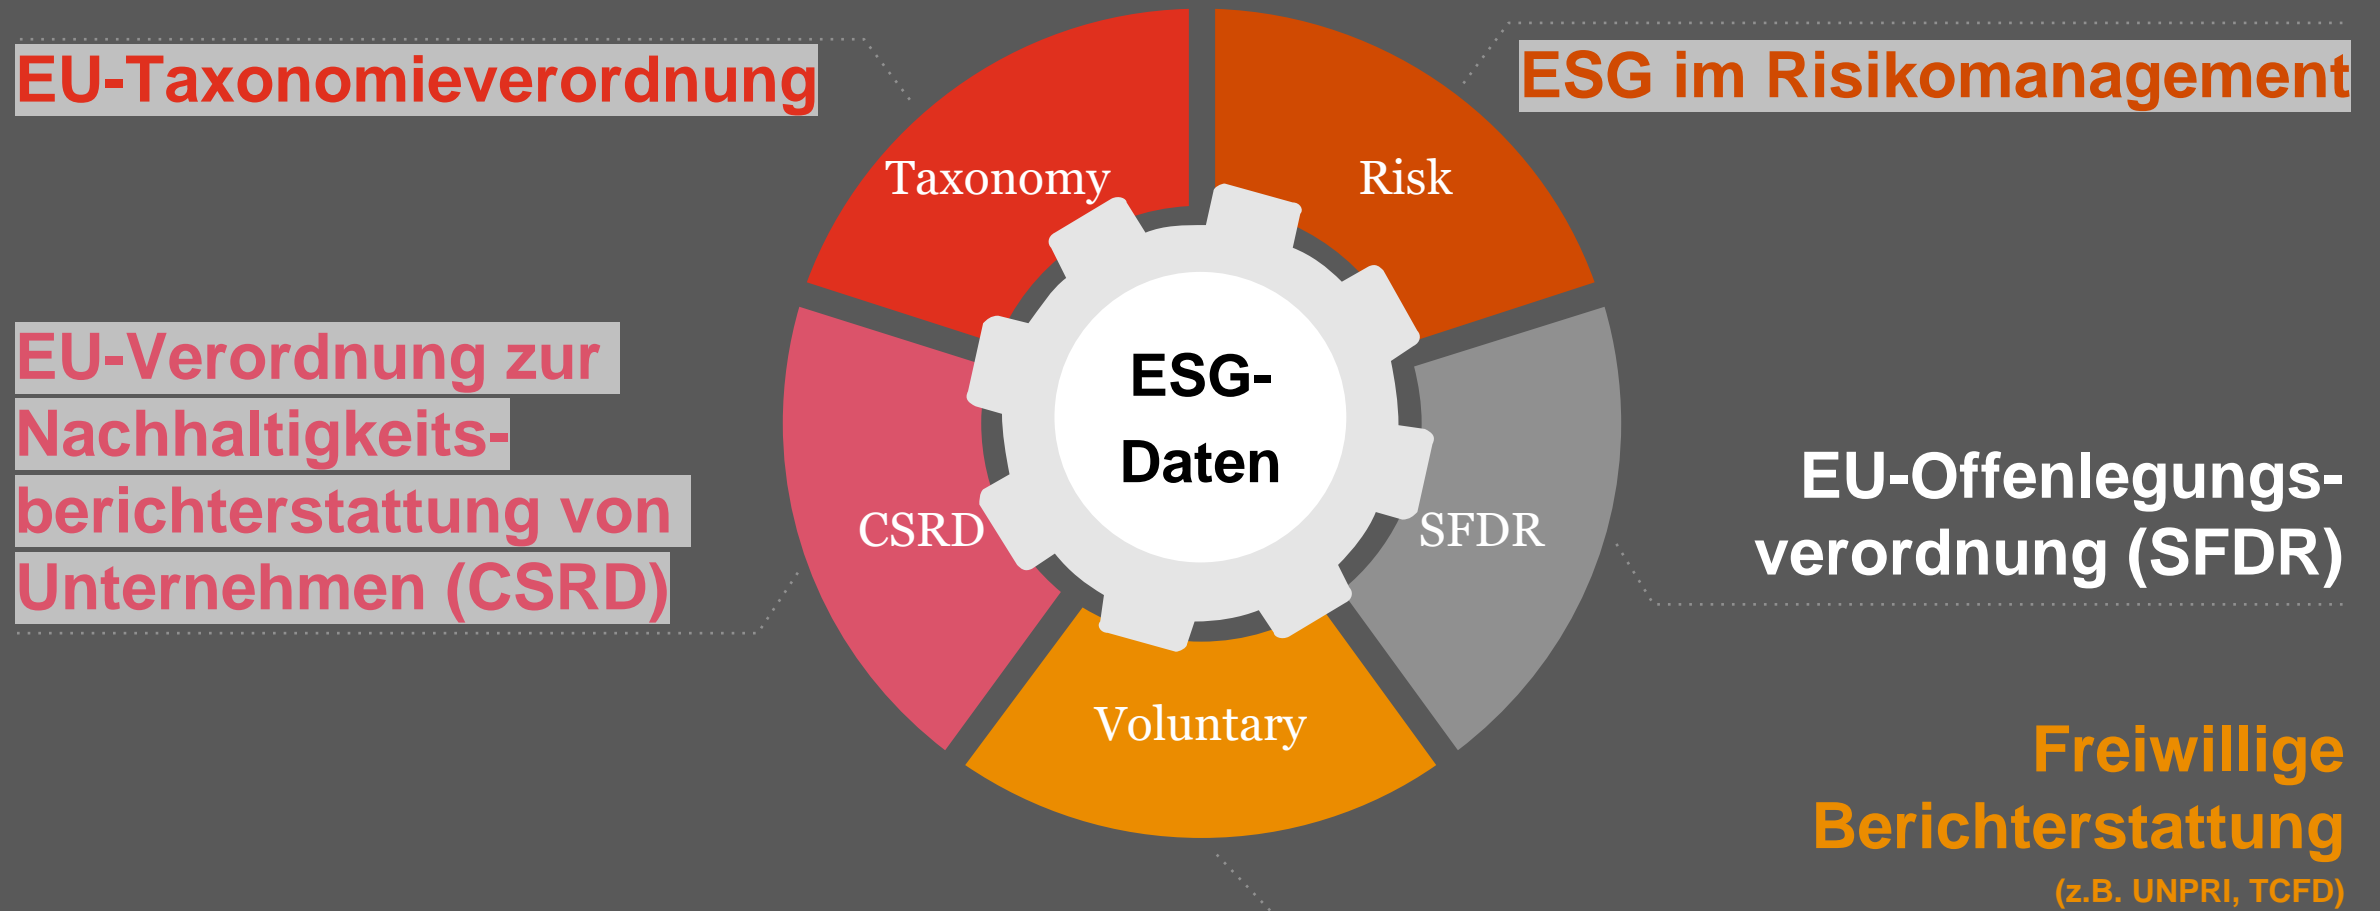 EU-Taxonomieverordnung
ESG im Risikomanagement
Taxonomy
Risk
EU-Verordnung zur
Nachhaltigkeits-
berichterstattung von
Unternehmen (CSRD)
ESG-
Daten
CSRD
SFDR
EU-Offenlegungs-
verordnung (SFDR)
Voluntary
Freiwillige
Berichterstattung
(z.B. UNPRI, TCFD)